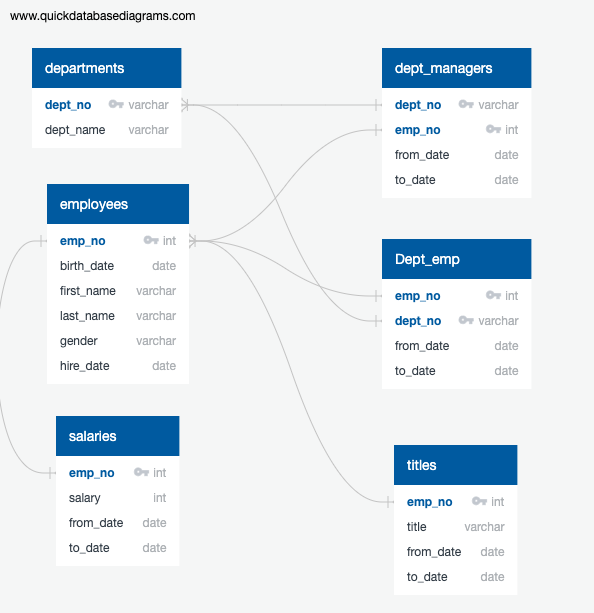 www.quickdatabasediagrams.com
departments
dept_no varchar
dept_name varchar
employees
emp_no int
birth_date date
first_name varchar
last_name varchar
gender varchar
hire_date date
salaries
emp_no int
salary int
from_date date
to_date date
dept_managers
dept_no varchar
emp_no int
from_date date
to_date date
Dept_emp
emp_no int
dept_no varchar
from_date date
to_date date
titles
emp_no int
title varchar
from_date date
to_date date